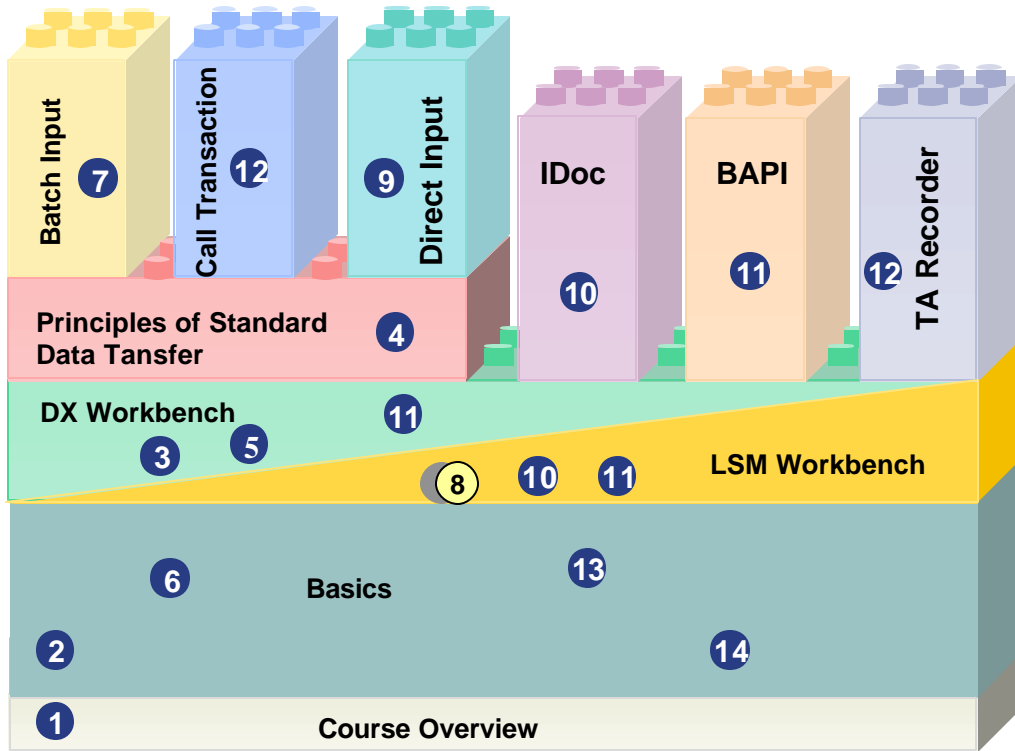 Batch Input
7
Call Transaction
12
9
Direct Input
IDoc
10
BAPI
11
12
TA Recorder
Principles of Standard
Data Tansfer
4
DX Workbench
3
5
11
8
10
11
LSM Workbench
6
Basics
13
2
14
1
Course Overview